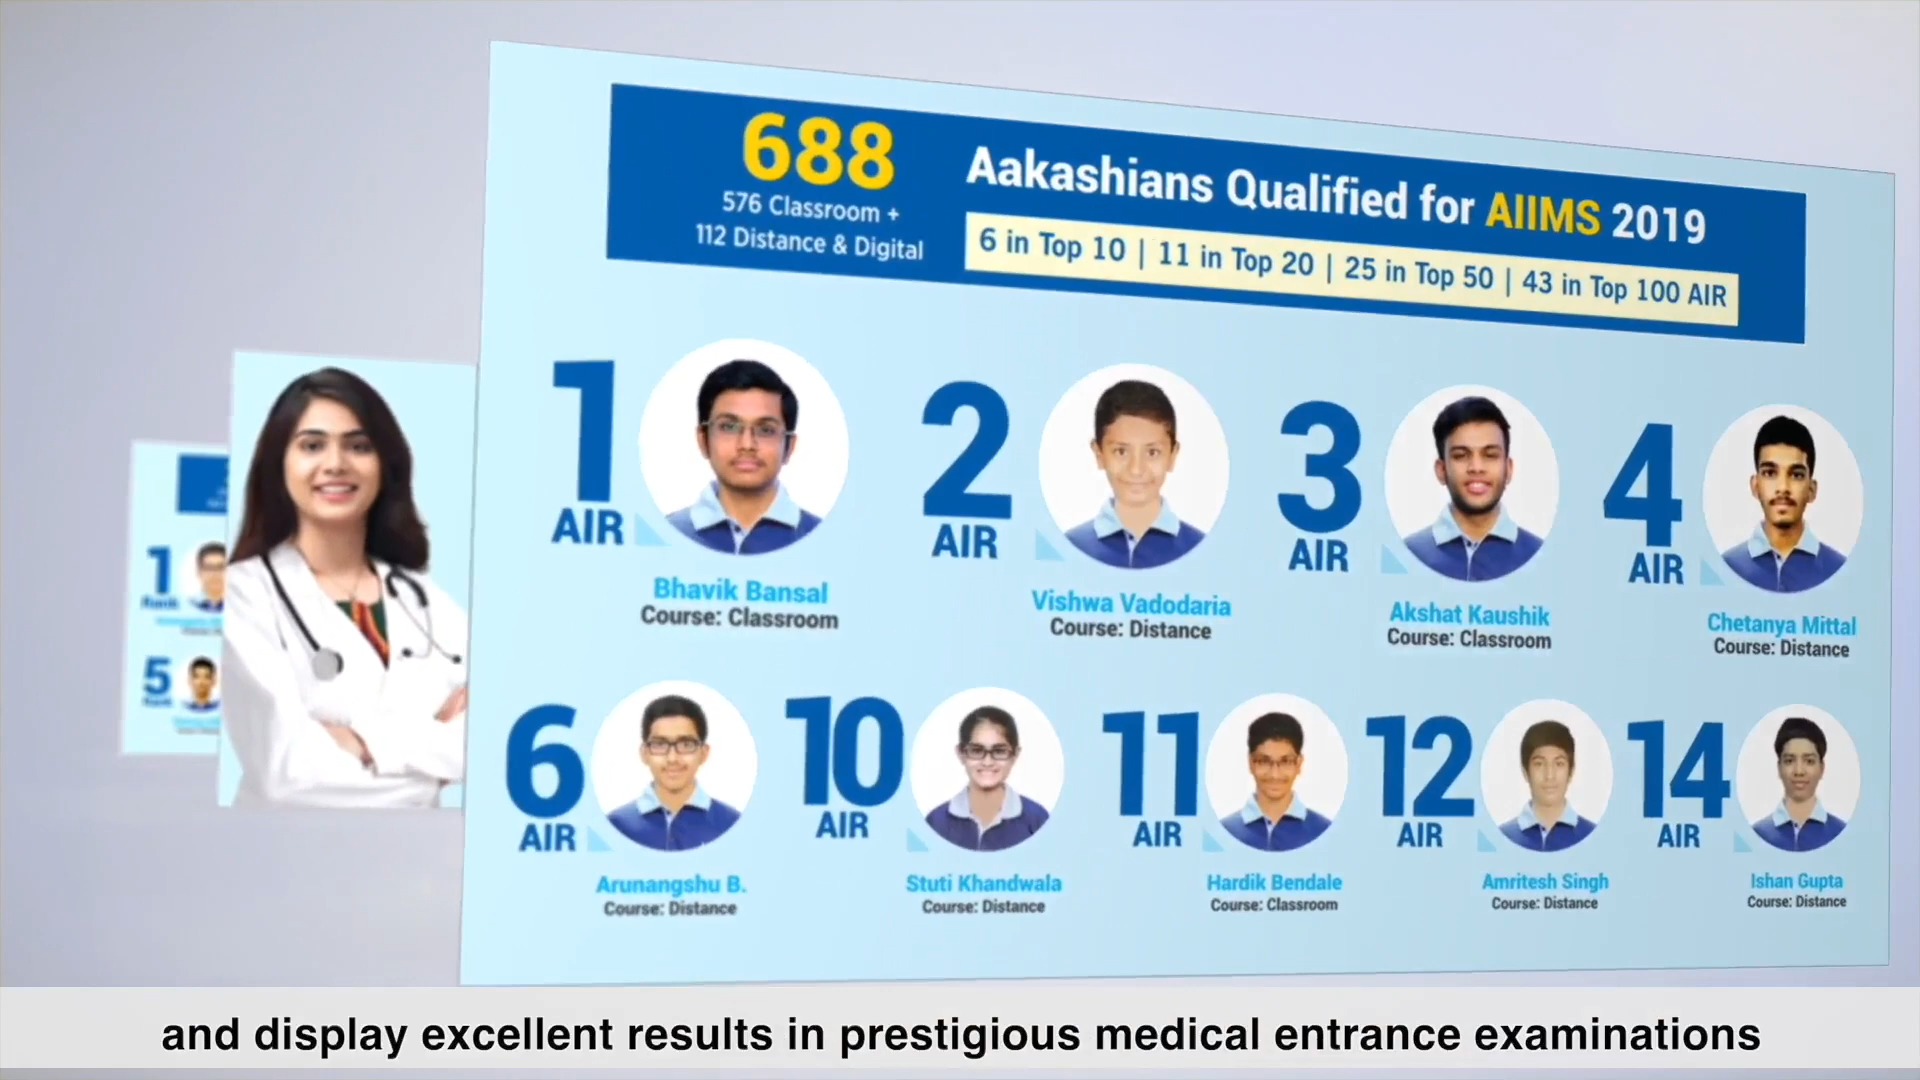 688
576 Classroom +
112 Distance & Digital
Aakashians Qualified for AIIMS 2019
6 in Top 10 | 11 in Top 20 | 25 in Top 50 | 43 in Top 100 AIR
1
AIR
Bhavik Bansal
Course: Classroom
2
AIR
Vishwa Vadodaria
Course: Distance
3
AIR
Akshat Kaushik
Course: Classroom
4
AIR
Chetanya Mittal
Course: Distance
6
AIR
Arunangshu B.
Course: Distance
10
AIR
Stuti Khandwala
Course: Distance
11
AIR
Hardik Bendale
Course: Classroom
12
AIR
Amritesh Singh
Course: Distance
14
AIR
Ishan Gupta
Course: Distance
1
Rank
5
Rank
and display excellent results in prestigious medical entrance examinations